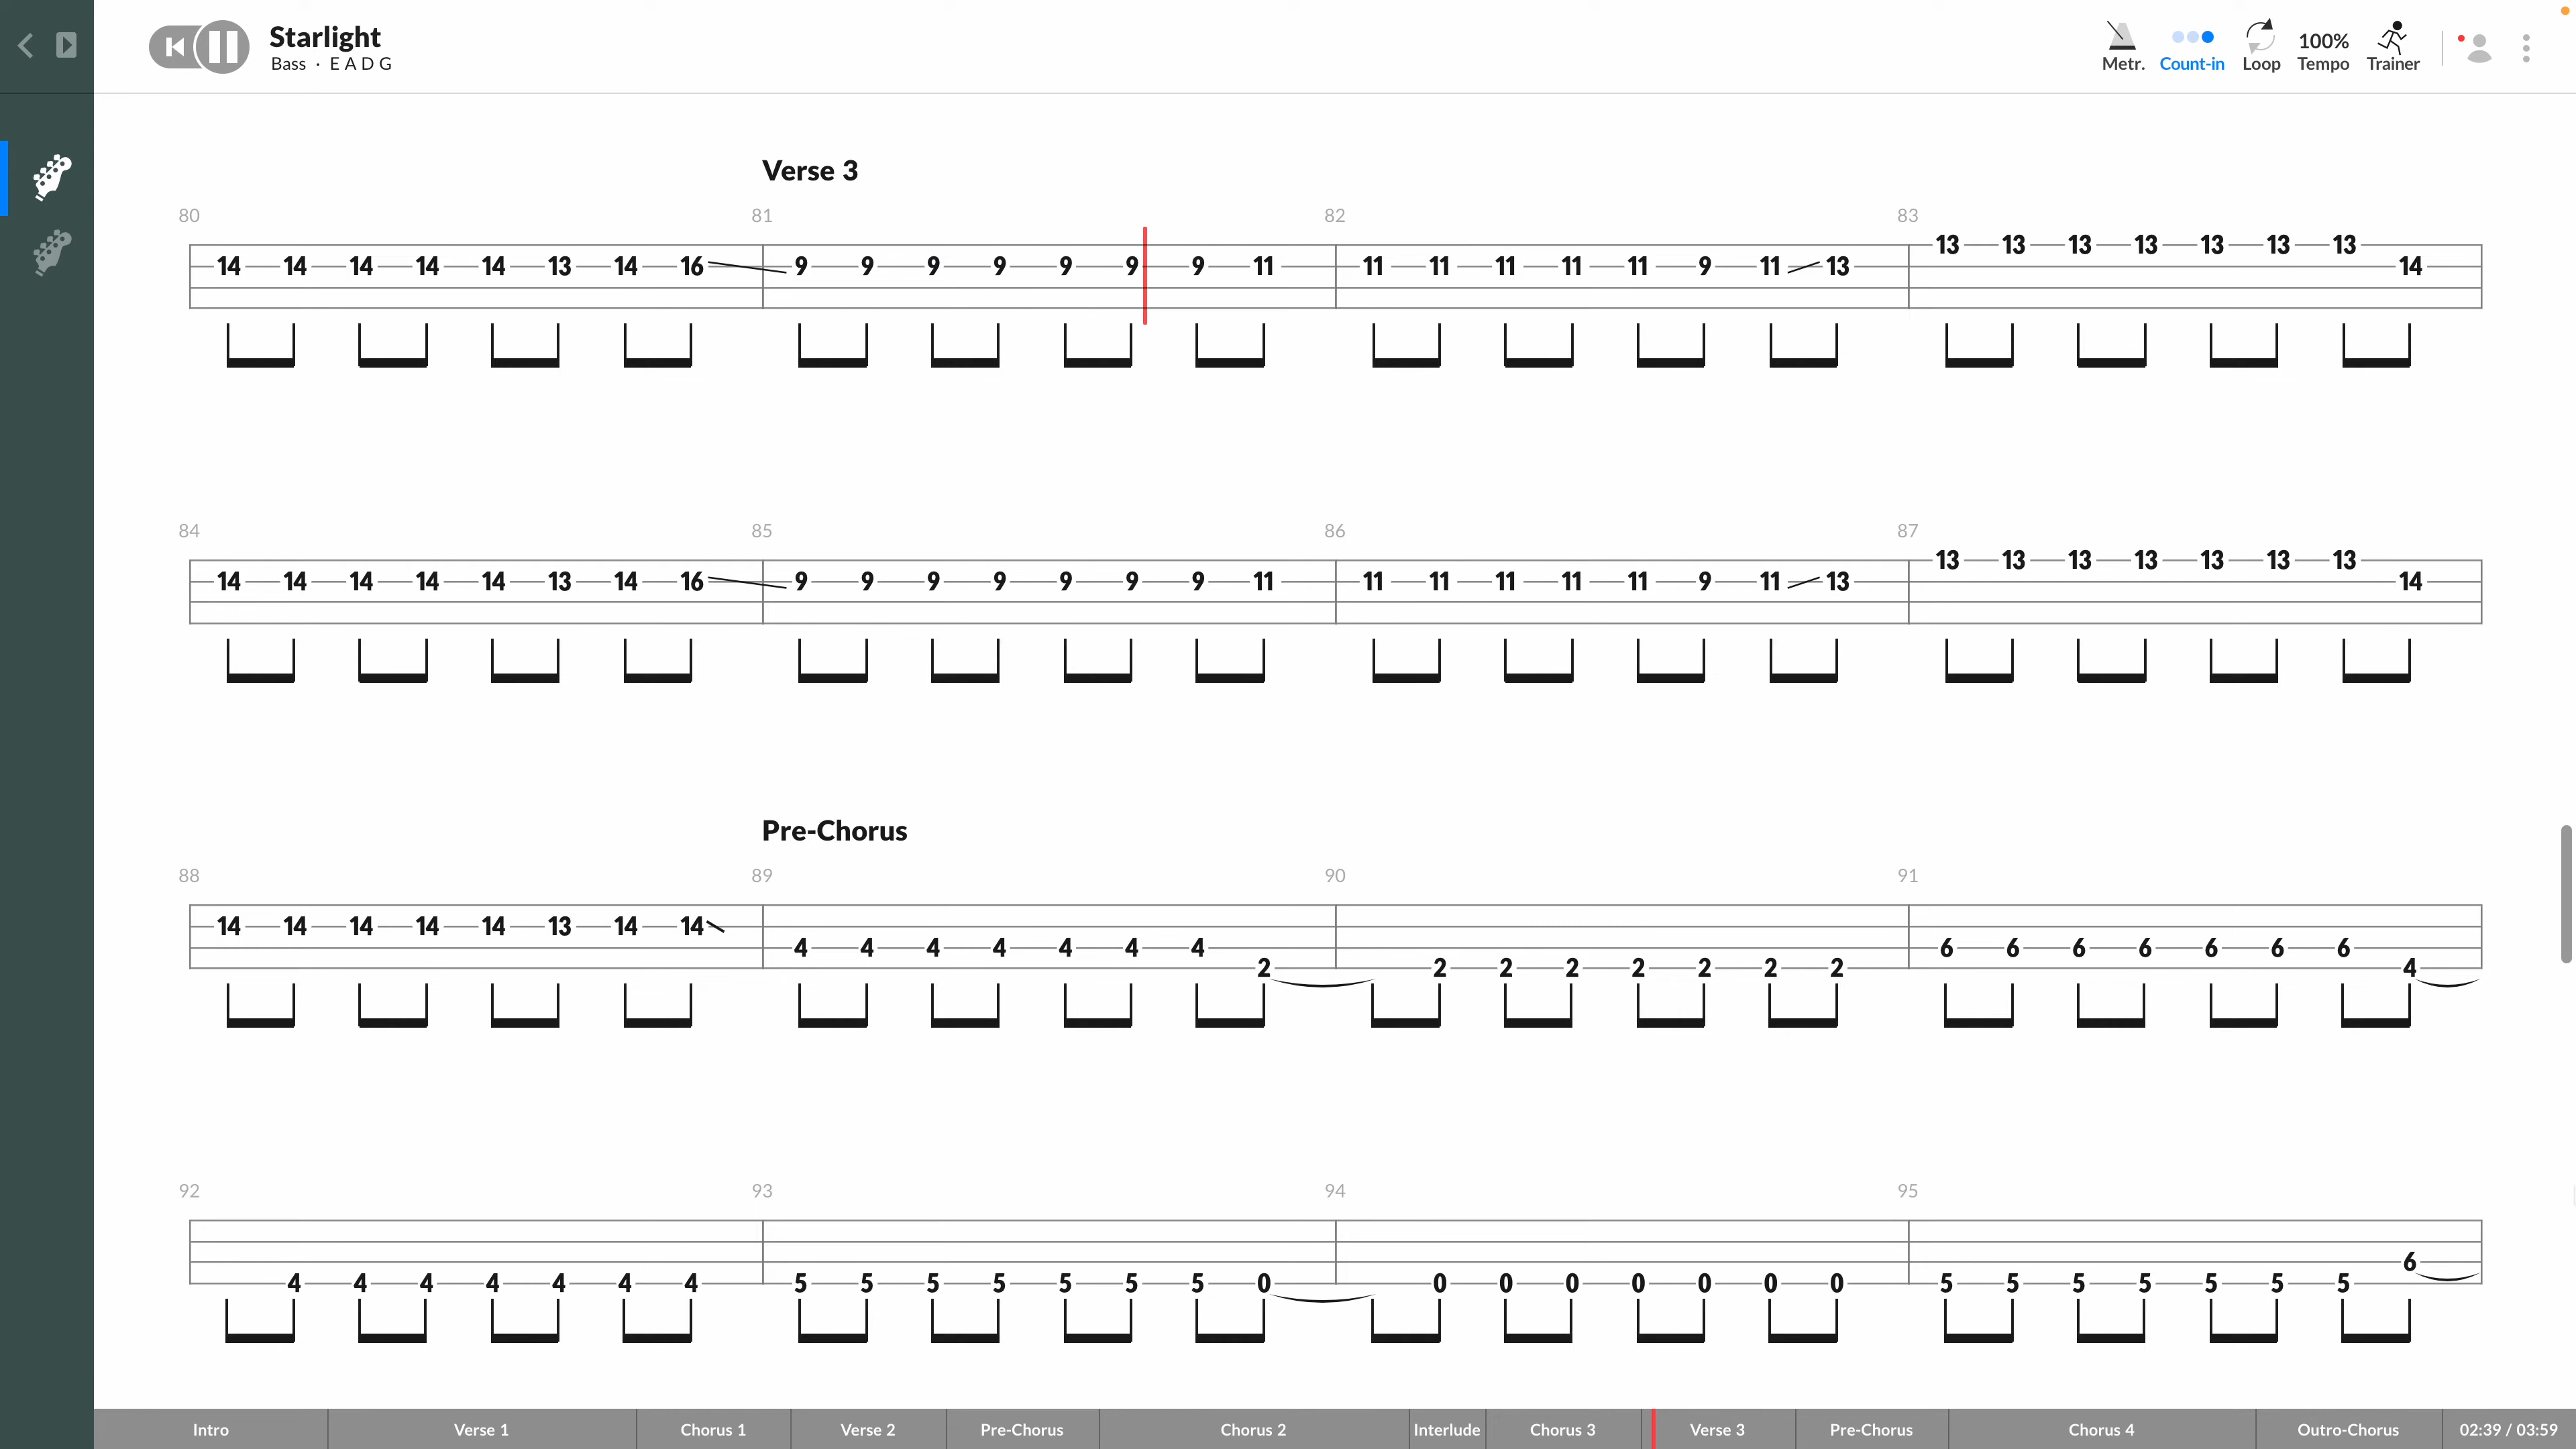 Starlight
Bass · E A D G
Metr. Count-in Loop 100% Tempo Trainer
Verse 3
80 81 82 83
13 13 13 13 13 13 13
14 14 14 14 14 13 14 16 9 9 9 9 9 9 9 11 11 11 11 11 11 9 11 13 14
84 85 86 87
13 13 13 13 13 13 13
14 14 14 14 14 13 14 16 9 9 9 9 9 9 9 11 11 11 11 11 11 9 11 13 14
Pre-Chorus
88 89 90 91
14 14 14 14 14 13 14 14
4 4 4 4 4 4 4 6 6 6 6 6 6 6
2 2 2 2 2 2 2 2 4
92 93 94 95
6
4 4 4 4 4 4 4 5 5 5 5 5 5 5 0 0 0 0 0 0 0 0 5 5 5 5 5 5 5
Intro Verse 1 Chorus 1 Verse 2 Pre-Chorus Chorus 2 Interlude Chorus 3 Verse 3 Pre-Chorus Chorus 4 Outro-Chorus 02:39 / 03:59